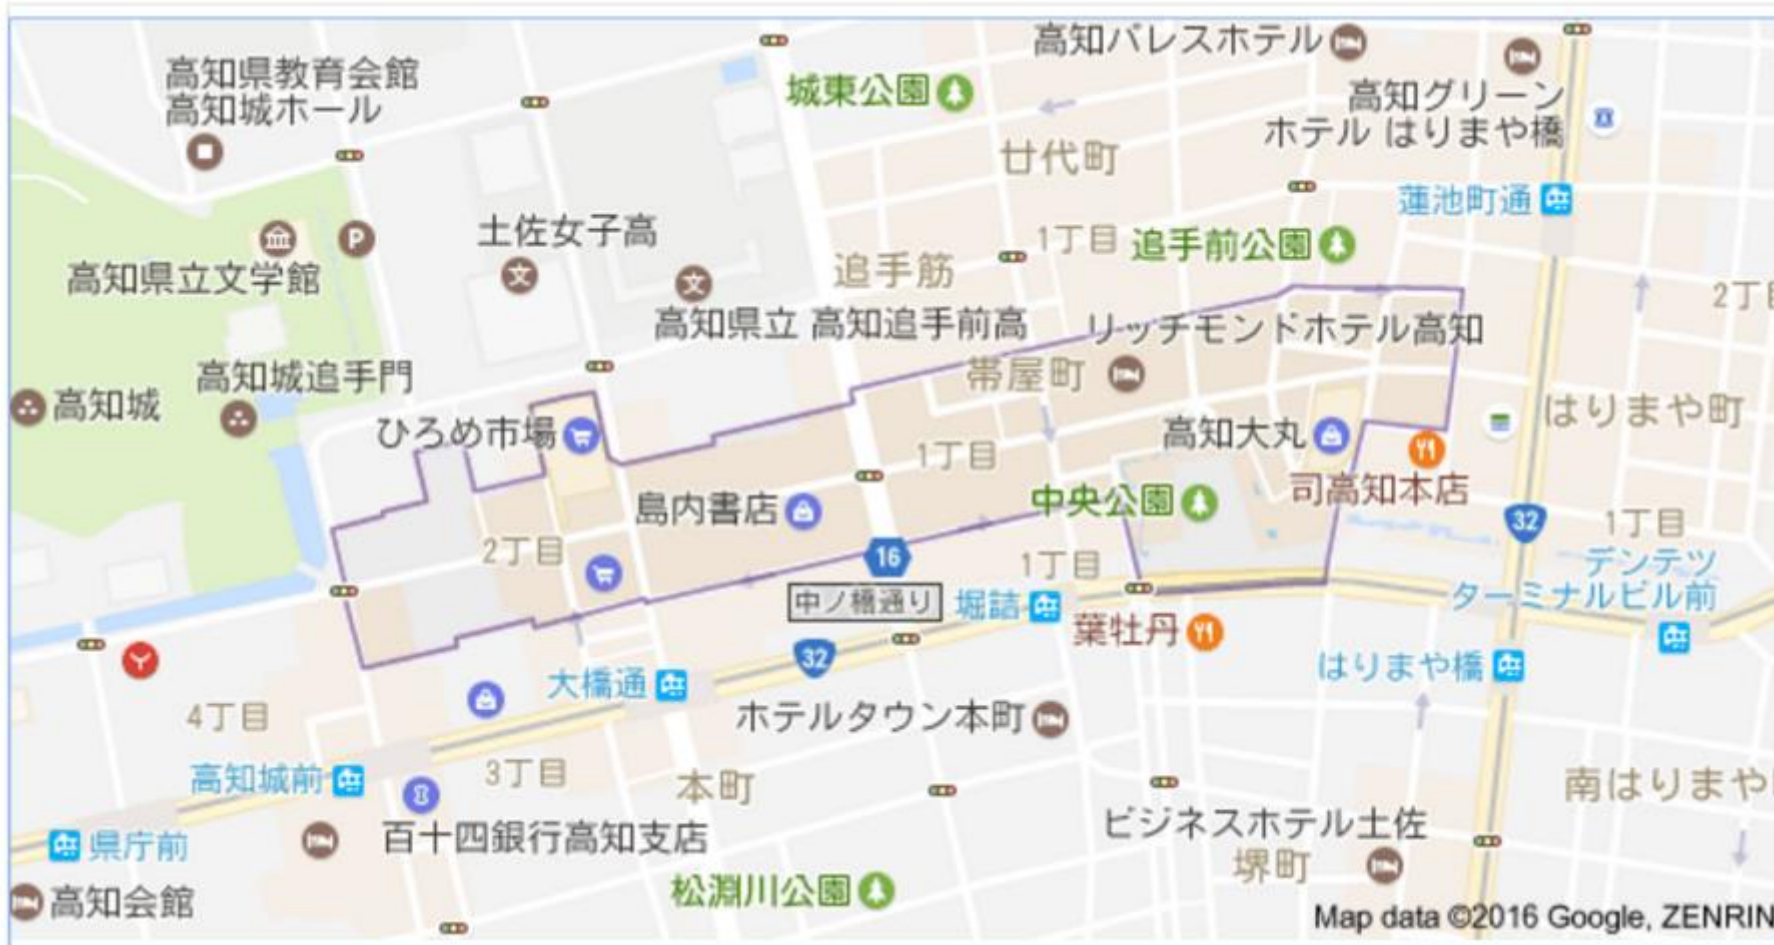 高知パレスホテル
高知県教育会館
高知城ホール
城東公園
高知グリーン
ホテル はりまや橋
廿代町
蓮池町通
土佐女子高
1丁目
追手前公園
高知県立文学館
P
文
文
追手筋
2丁目
高知県立 高知追手前高
リッチモンドホテル高知
高知城追手門
帯屋町
高知城
ひろめ市場
高知大丸
はりまや町
1丁目
司高知本店
島内書店
中央公園
32
1丁目
2丁目
16
1丁目
デンテツ
ターミナルビル前
中ノ橋通り
堀詰
葉牡丹
32
はりまや橋
大橋通
4丁目
ホテルタウン本町
高知城前
3丁目
本町
南はりまや
百十四銀行高知支店
ビジネスホテル土佐
県庁前
堺町
松淵川公園
高知会館
Map data ©2016 Google, ZENRIN